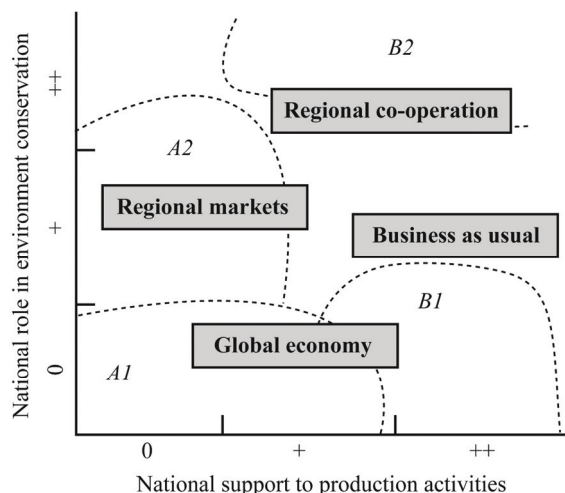 National role in environment conservation
++
+
0
B2
Regional co-operation
A2
Regional markets
Business as usual
B1
Global economy
A1
0 + ++
National support to production activities